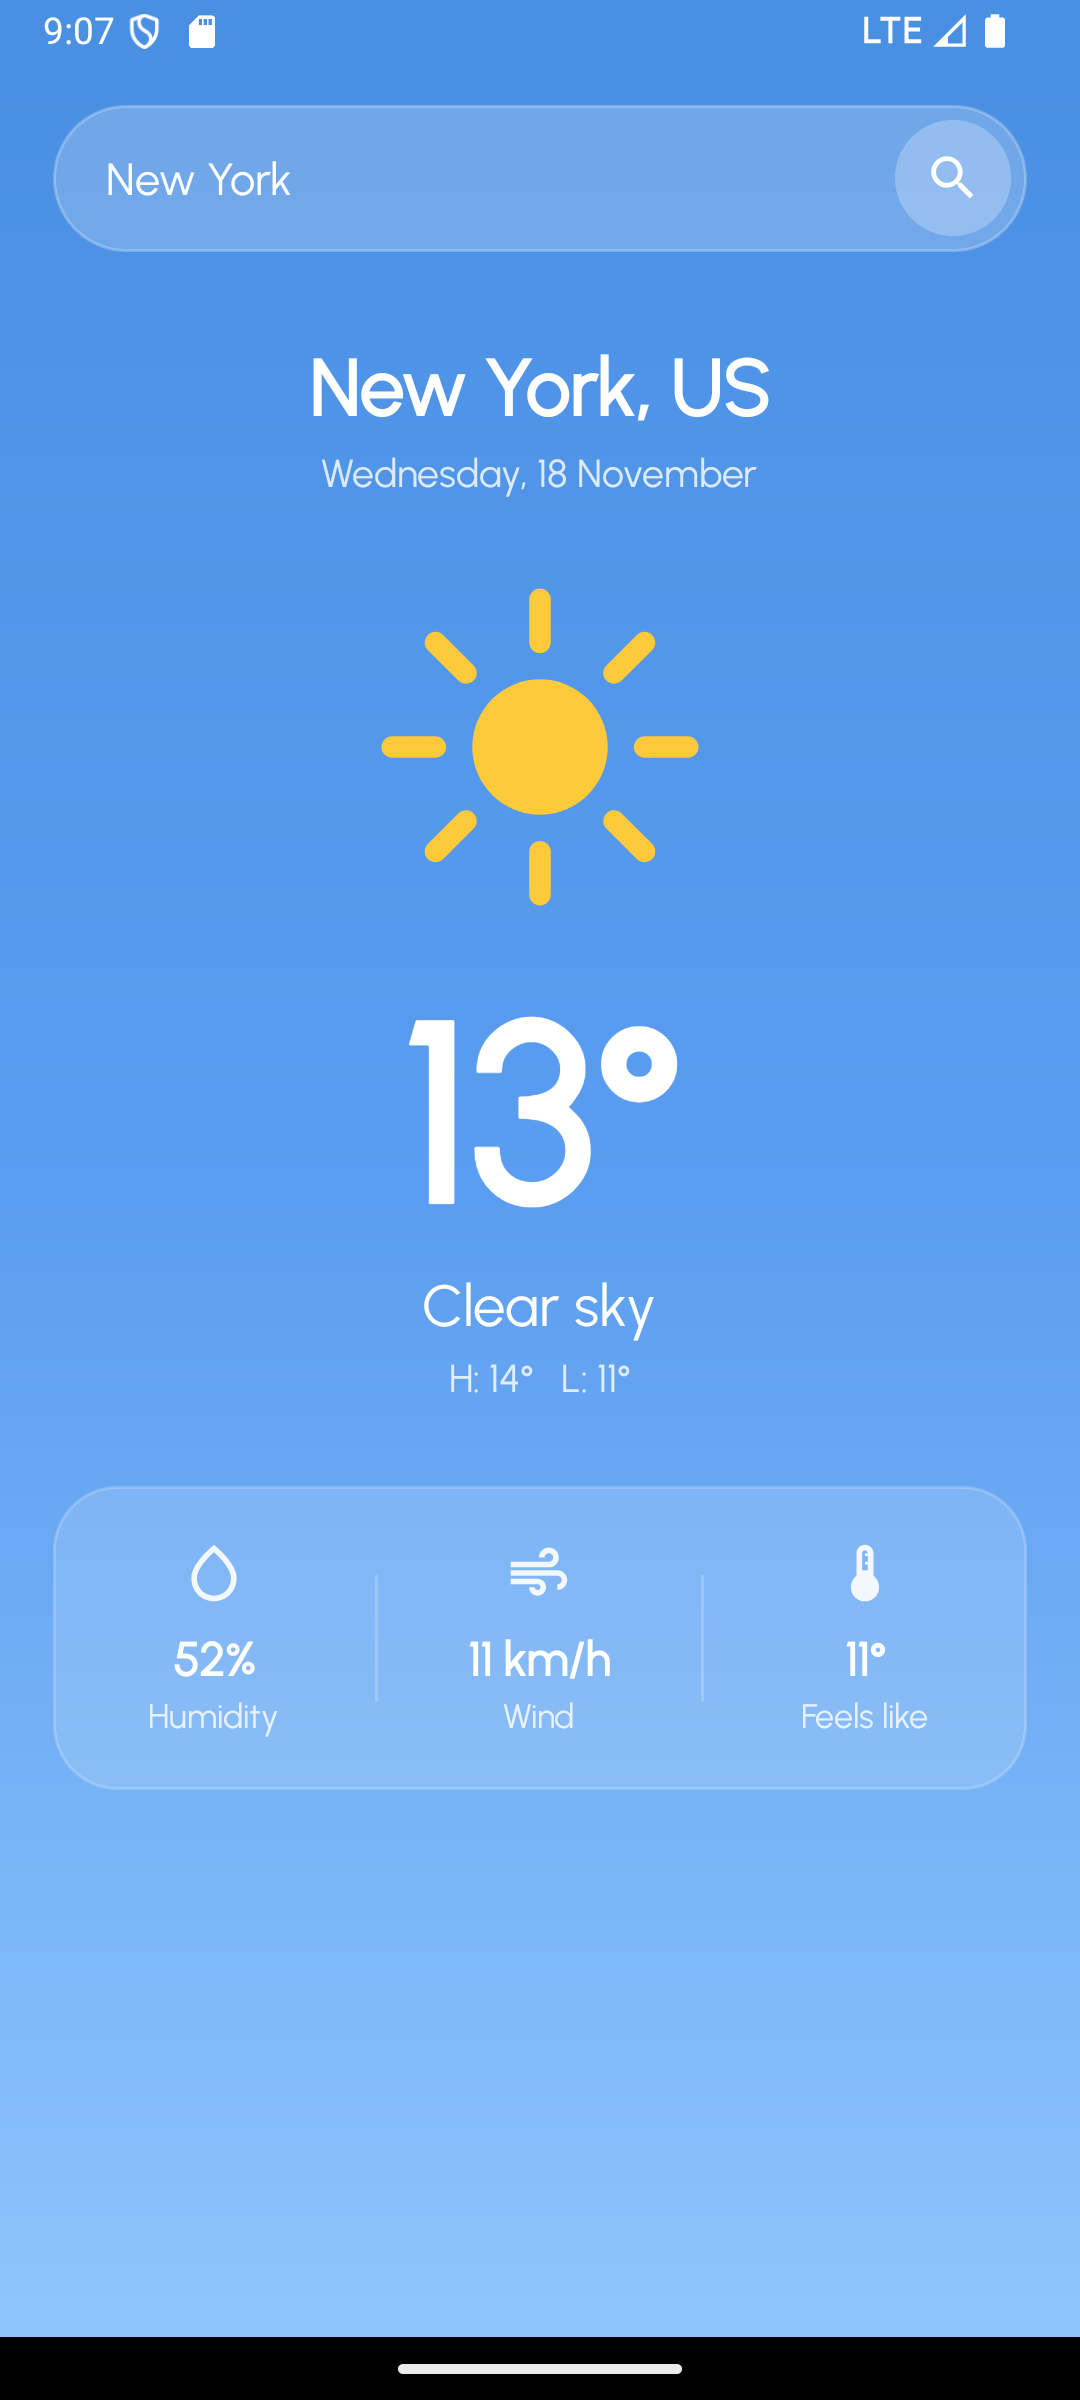 9:07 LTE
New York
New York, US
Wednesday, 18 November
13°
Clear sky
H: 14° L: 11°
52% 11 km/h 11°
Humidity Wind Feels like